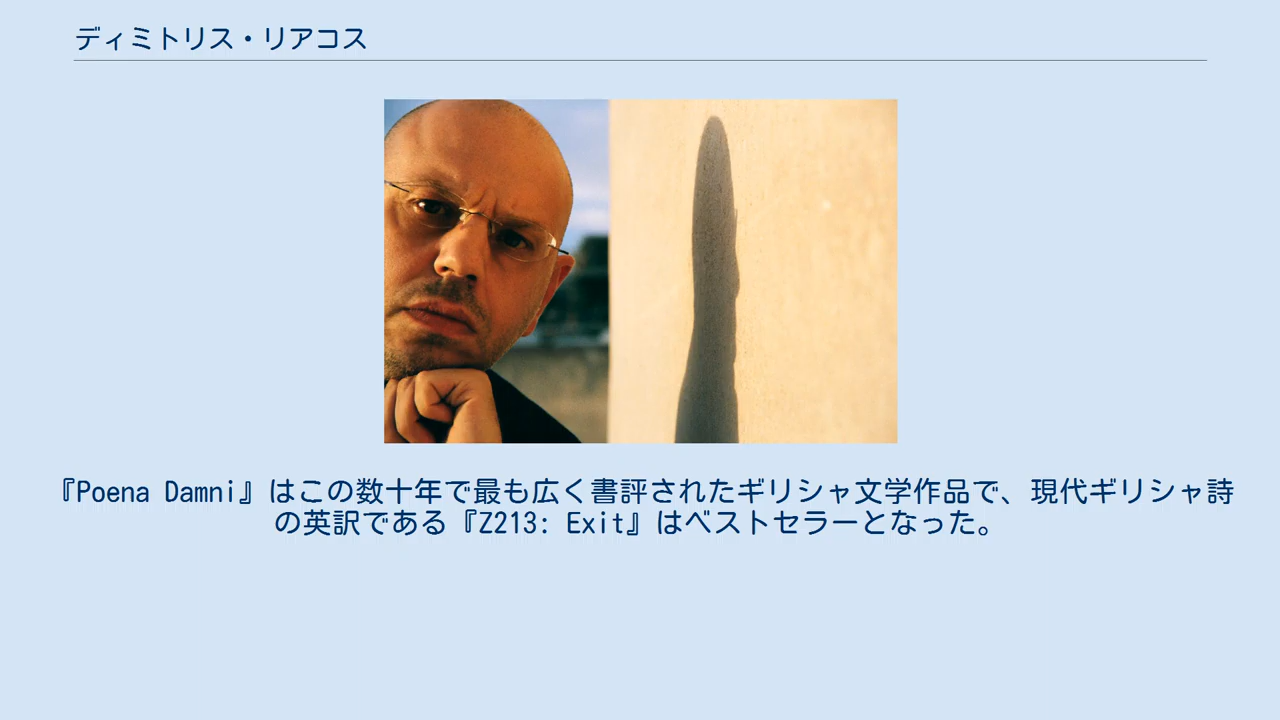 ディミトリス・リアコス
『Poena Damni』はこの数十年で最も広く書評されたギリシャ文学作品で、現代ギリシャ詩
の英訳である『Z213: Exit』はベストセラーとなった。